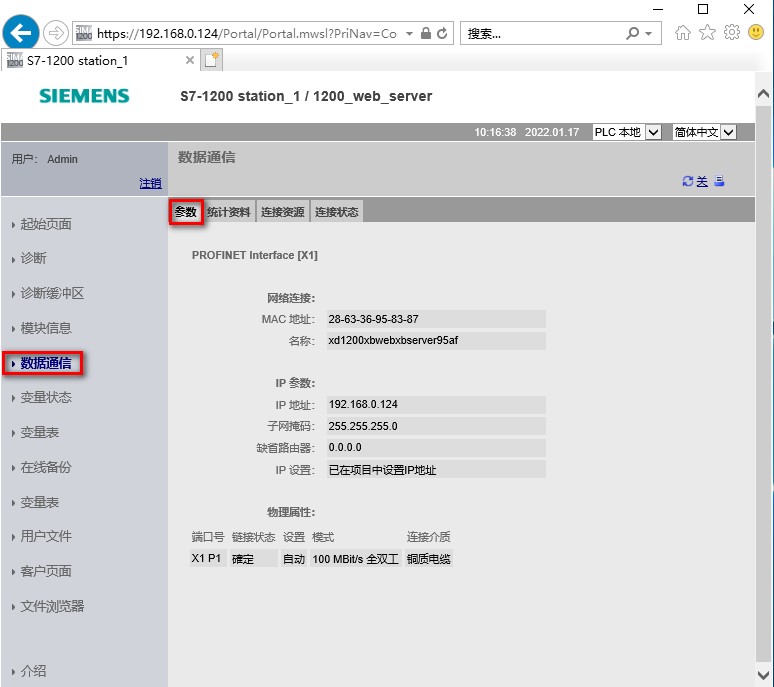 https://192.168.0.124/Portal/Portal.mwsl?PriNav=Co
搜索...
S7-1200 station_1
SIEMENS
S7-1200 station_1 / 1200_web_server
10:16:38 2022.01.17 PLC 本地 简体中文
用户： Admin
注销
数据通信
关
参数 统计资料 连接资源 连接状态
起始页面
诊断
诊断缓冲区
模块信息
数据通信
变量状态
变量表
在线备份
变量表
用户文件
客户页面
文件浏览器
介绍
PROFINET Interface [X1]
网络连接:
MAC 地址: 28-63-36-95-83-87
名称: xd1200xbwebxbserver95af
IP 参数:
IP 地址: 192.168.0.124
子网掩码: 255.255.255.0
缺省路由器: 0.0.0.0
IP 设置: 已在项目中设置IP地址
物理属性:
端口号 链接状态 设置 模式 连接介质
X1 P1 確定 自动 100 MBit/s 全双工 铜质电缆